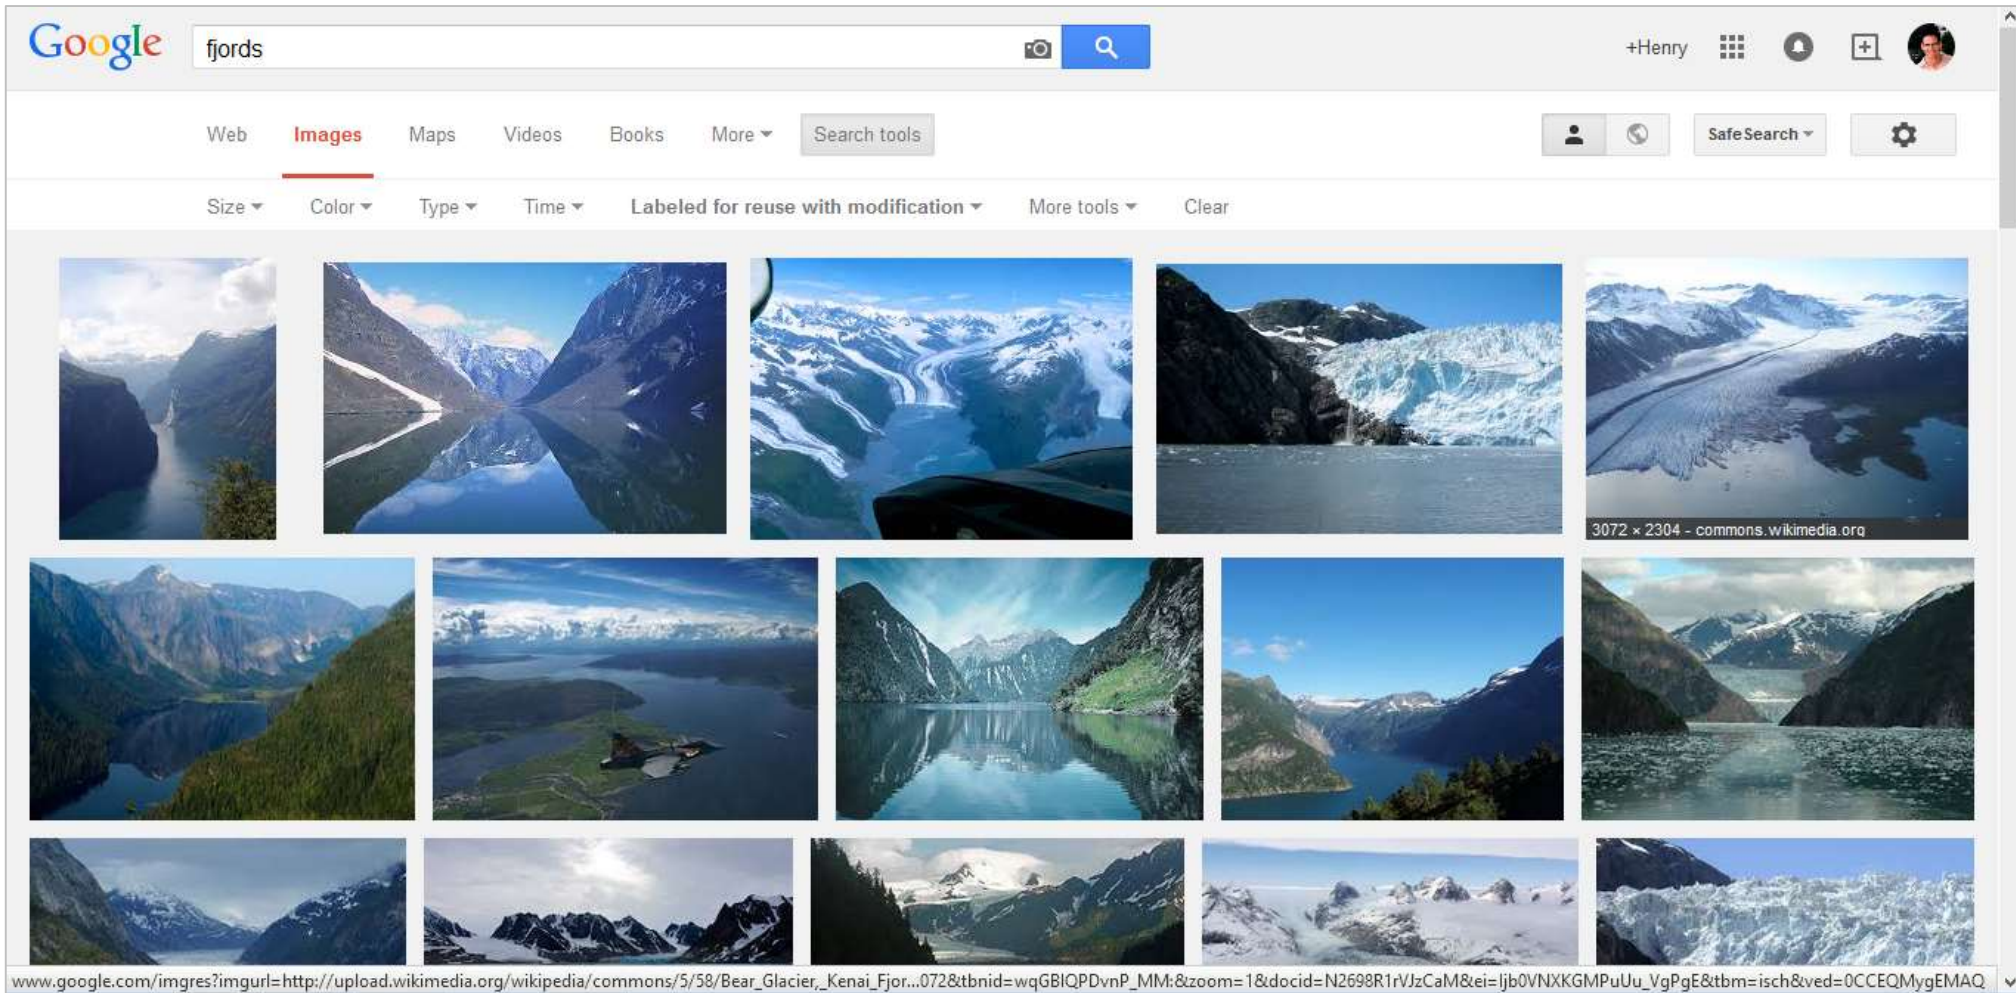 Google fjords +Henry
Web Images Maps Videos Books More Search tools SafeSearch
Size Color Type Time Labeled for reuse with modification More tools Clear
3072 × 2304 - commons.wikimedia.org
www.google.com/imgres?imgurl=http://upload.wikimedia.org/wikipedia/commons/5/58/Bear_Glacier,_Kenai_Fjor...072&tbnid=wqGBIQPDvnP_MM:&zoom=1&docid=N2698R1rVJzCaM&ei=Ijb0VNXKGMPuUu_VgPgE&tbm=isch&ved=0CCEQMygEMAQ